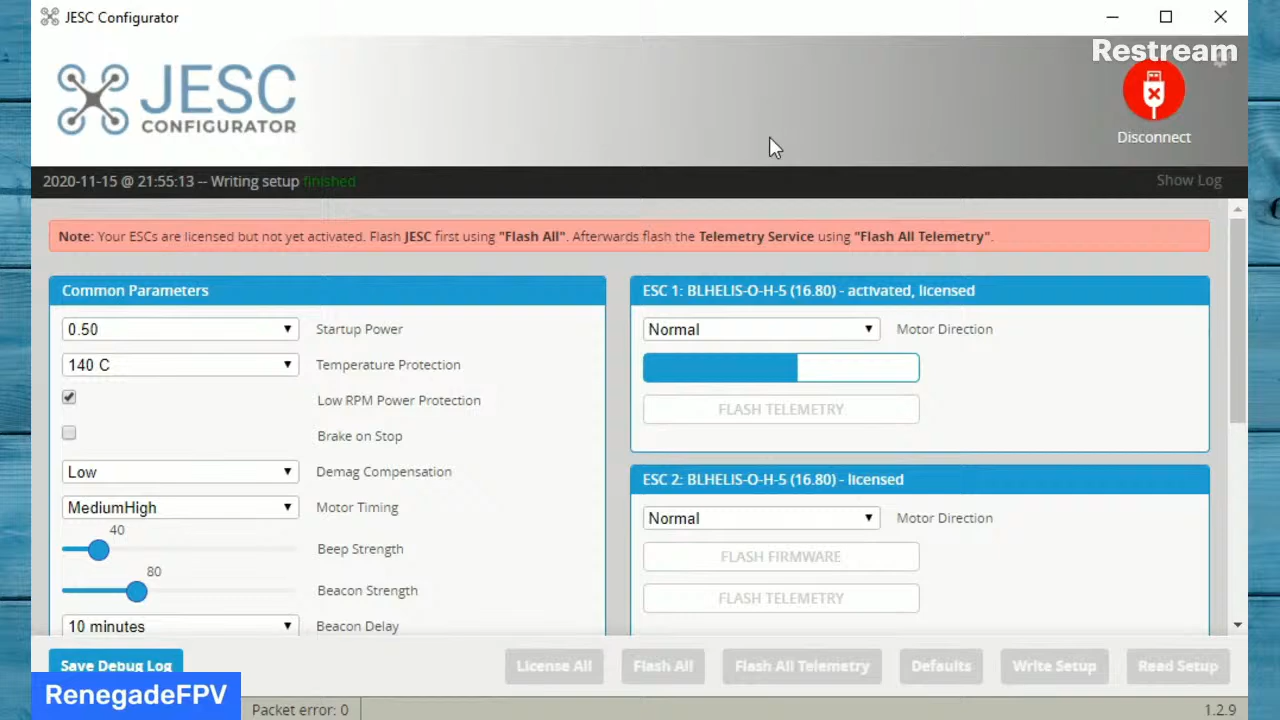 JESC Configurator
Restream
JESC
CONFIGURATOR
Disconnect
2020-11-15 @ 21:55:13 -- Writing setup finished
Show Log
Note: Your ESCs are licensed but not yet activated. Flash JESC first using "Flash All". Afterwards flash the Telemetry Service using "Flash All Telemetry".
Common Parameters
0.50 Startup Power
140 C Temperature Protection
Low RPM Power Protection
Brake on Stop
Low Demag Compensation
MediumHigh Motor Timing
40
Beep Strength
80
Beacon Strength
10 minutes Beacon Delay
ESC 1: BLHELIS-O-H-5 (16.80) - activated, licensed
Normal Motor Direction
FLASH TELEMETRY
ESC 2: BLHELIS-O-H-5 (16.80) - licensed
Normal Motor Direction
FLASH FIRMWARE
FLASH TELEMETRY
Save Debug Log
License All
Flash All
Flash All Telemetry
Defaults
Write Setup
Read Setup
RenegadeFPV
Packet error: 0
1.2.9